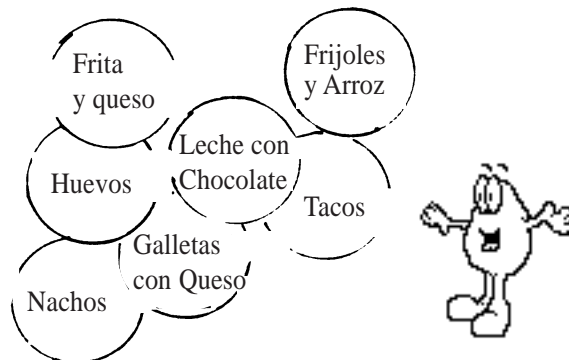 Frita
y queso
Frijoles
y Arroz
Leche con
Chocolate
Huevos
Tacos
Galletas
con Queso
Nachos